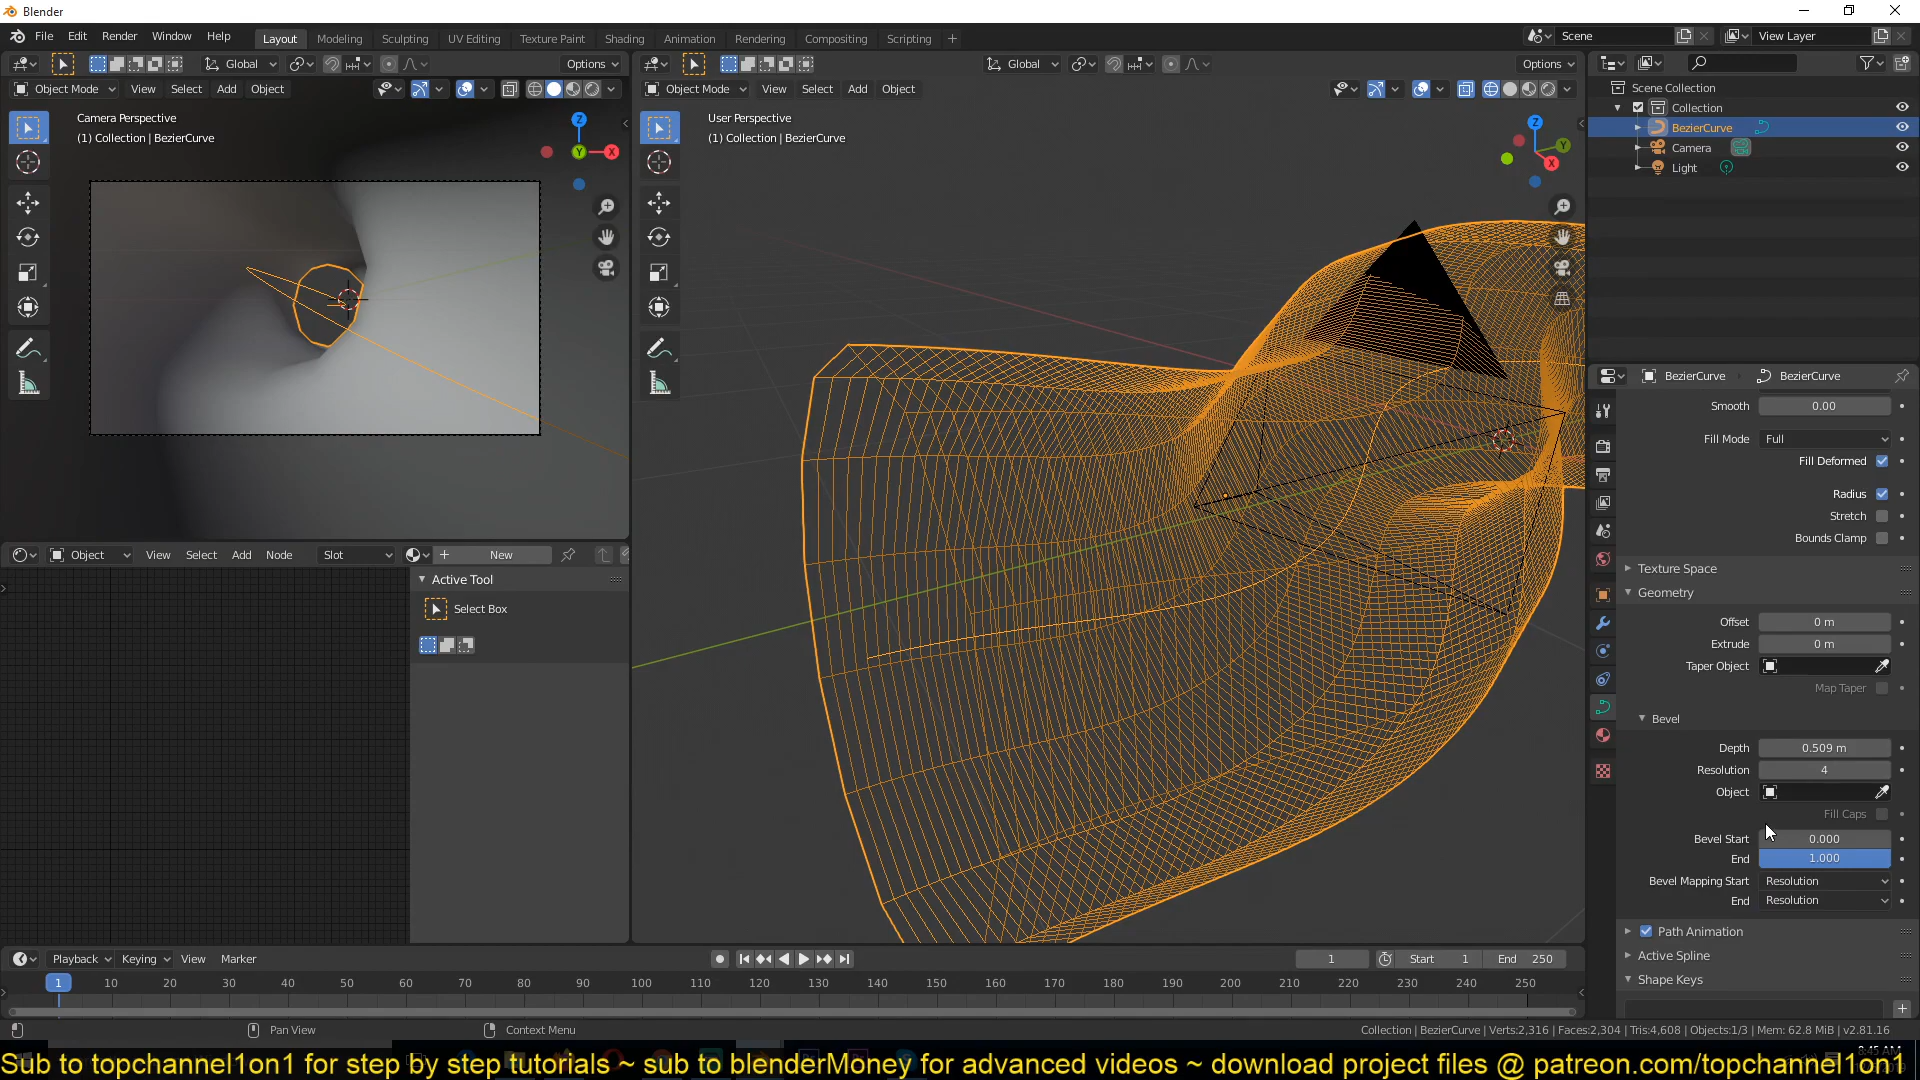 Blender
File Edit Render Window Help
Layout Modeling Sculpting UV Editing Texture Paint Shading Animation Rendering Compositing Scripting +
Scene View Layer
Global Options
Global Options
Object Mode View Select Add Object
Object Mode View Select Add Object
Camera Perspective
(1) Collection | BezierCurve
User Perspective
(1) Collection | BezierCurve
Z
Y X
Z
Y
X
Scene Collection
Collection
BezierCurve
Camera
Light
BezierCurve BezierCurve
Smooth 0.00
Fill Mode Full
Fill Deformed
Radius
Stretch
Bounds Clamp
Texture Space
Geometry
Offset 0 m
Extrude 0 m
Taper Object
Map Taper
Bevel
Depth 0.509 m
Resolution 4
Object
Fill Caps
Bevel Start 0.000
End 1.000
Bevel Mapping Start Resolution
End Resolution
Path Animation
Active Spline
Shape Keys
Object View Select Add Node Slot New
Active Tool
Select Box
Playback Keying View Marker
1 Start 1 End 250
1 10 20 30 40 50 60 70 80 90 100 110 120 130 140 150 160 170 180 190 200 210 220 230 240 250
Pan View Context Menu
Collection | BezierCurve | Verts:2,316 | Faces:2,304 | Tris:4,608 | Objects:1/3 | Mem: 62.8 MiB | v2.81.16
Sub to topchannel1on1 for step by step tutorials ~ sub to blenderMoney for advanced videos ~ download project files @ patreon.com/topchannel1on1